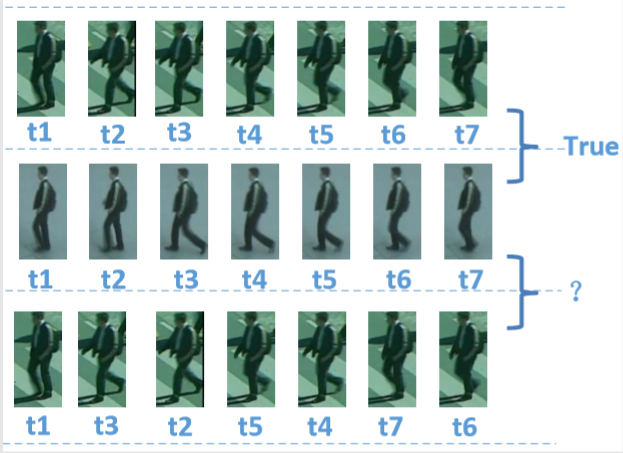 t1 t2 t3 t4 t5 t6 t7
True
t1 t2 t3 t4 t5 t6 t7
?
t1 t3 t2 t5 t4 t7 t6